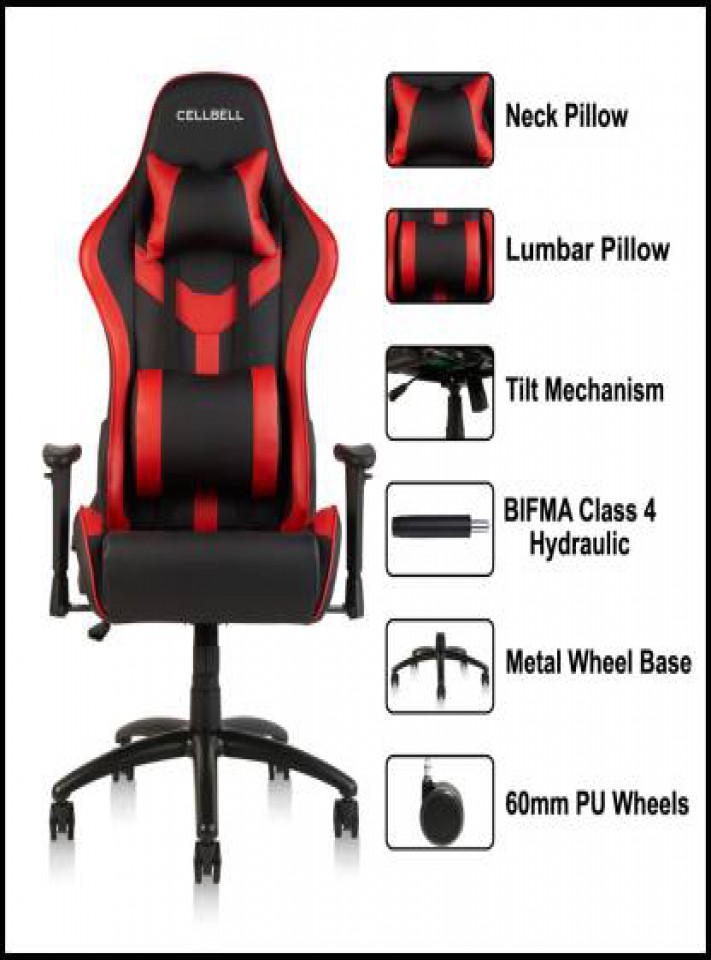 CELLBELL
Neck Pillow
Lumbar Pillow
Tilt Mechanism
BIFMA Class 4
Hydraulic
Metal Wheel Base
60mm PU Wheels